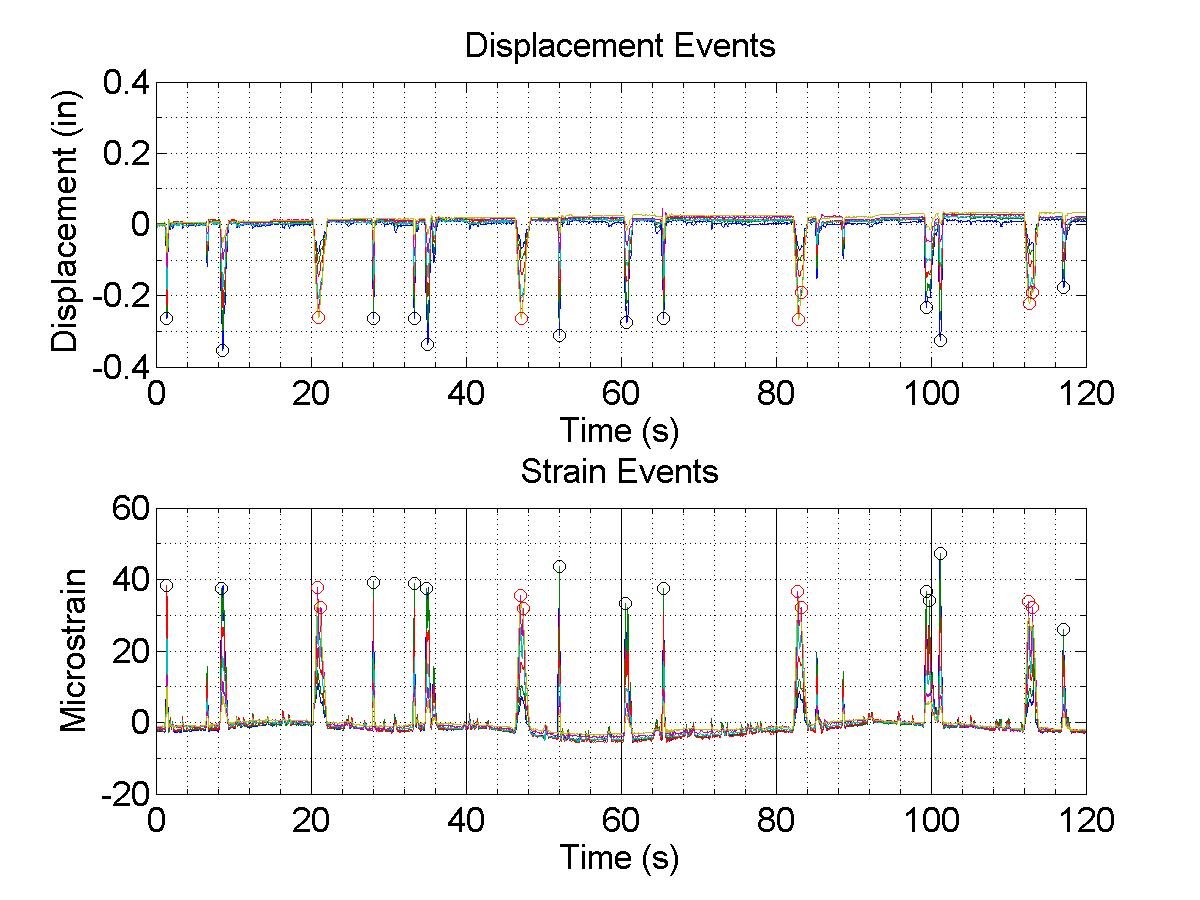 Displacement Events
Displacement (in)
0.4
0.2
0
-0.2
-0.4
0 20 40 60 80 100 120
Time (s)
Strain Events
Microstrain
60
40
20
0
-20
0 20 40 60 80 100 120
Time (s)